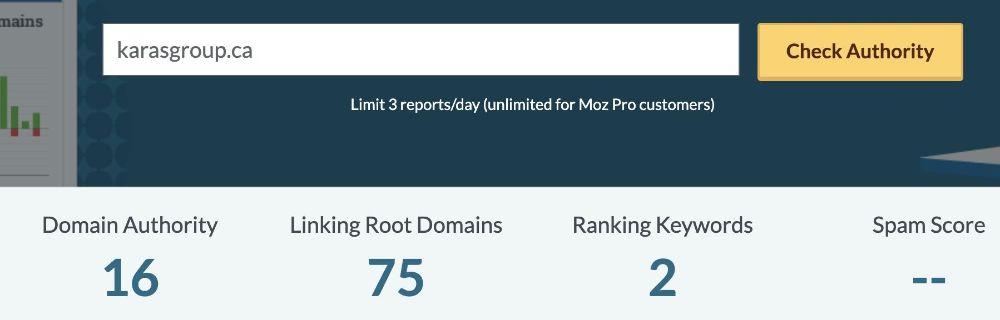 mains
karasgroup.ca
Check Authority
Limit 3 reports/day (unlimited for Moz Pro customers)
Domain Authority
Linking Root Domains
Ranking Keywords
Spam Score
16
75
2
--